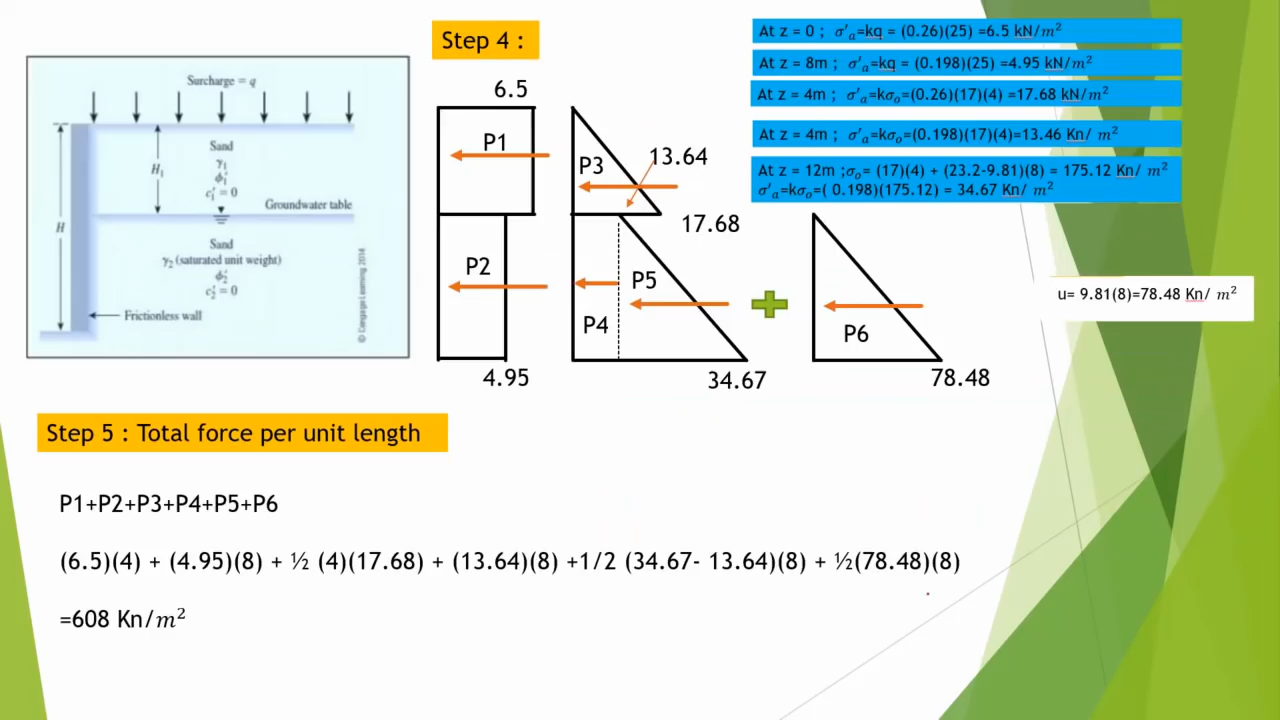 Step 4 :
At z = 0 ; σ'ₐ=kq = (0.26)(25) =6.5 kN/m²
At z = 8m ; σ'ₐ=kq = (0.198)(25) =4.95 kN/m²
At z = 4m ; σ'ₐ=kσₒ=(0.26)(17)(4) =17.68 kN/m²
At z = 4m ; σ'ₐ=kσₒ=(0.198)(17)(4)=13.46 Kn/ m²
At z = 12m ;σₒ= (17)(4) + (23.2-9.81)(8) = 175.12 Kn/ m²
σ'ₐ=kσₒ=( 0.198)(175.12) = 34.67 Kn/ m²
u= 9.81(8)=78.48 Kn/ m²
Surcharge = q
Sand
γ₁
ϕ'₁
c'₁ = 0
H₁
Groundwater table
H
Sand
γ₂ (saturated unit weight)
ϕ'₂
c'₂ = 0
Frictionless wall
© Cengage Learning 2014
6.5
P1
P2
4.95
P3
13.64
17.68
P5
P4
34.67
P6
78.48
Step 5 : Total force per unit length
P1+P2+P3+P4+P5+P6
(6.5)(4) + (4.95)(8) + ½ (4)(17.68) + (13.64)(8) +1/2 (34.67- 13.64)(8) + ½(78.48)(8)
=608 Kn/m²